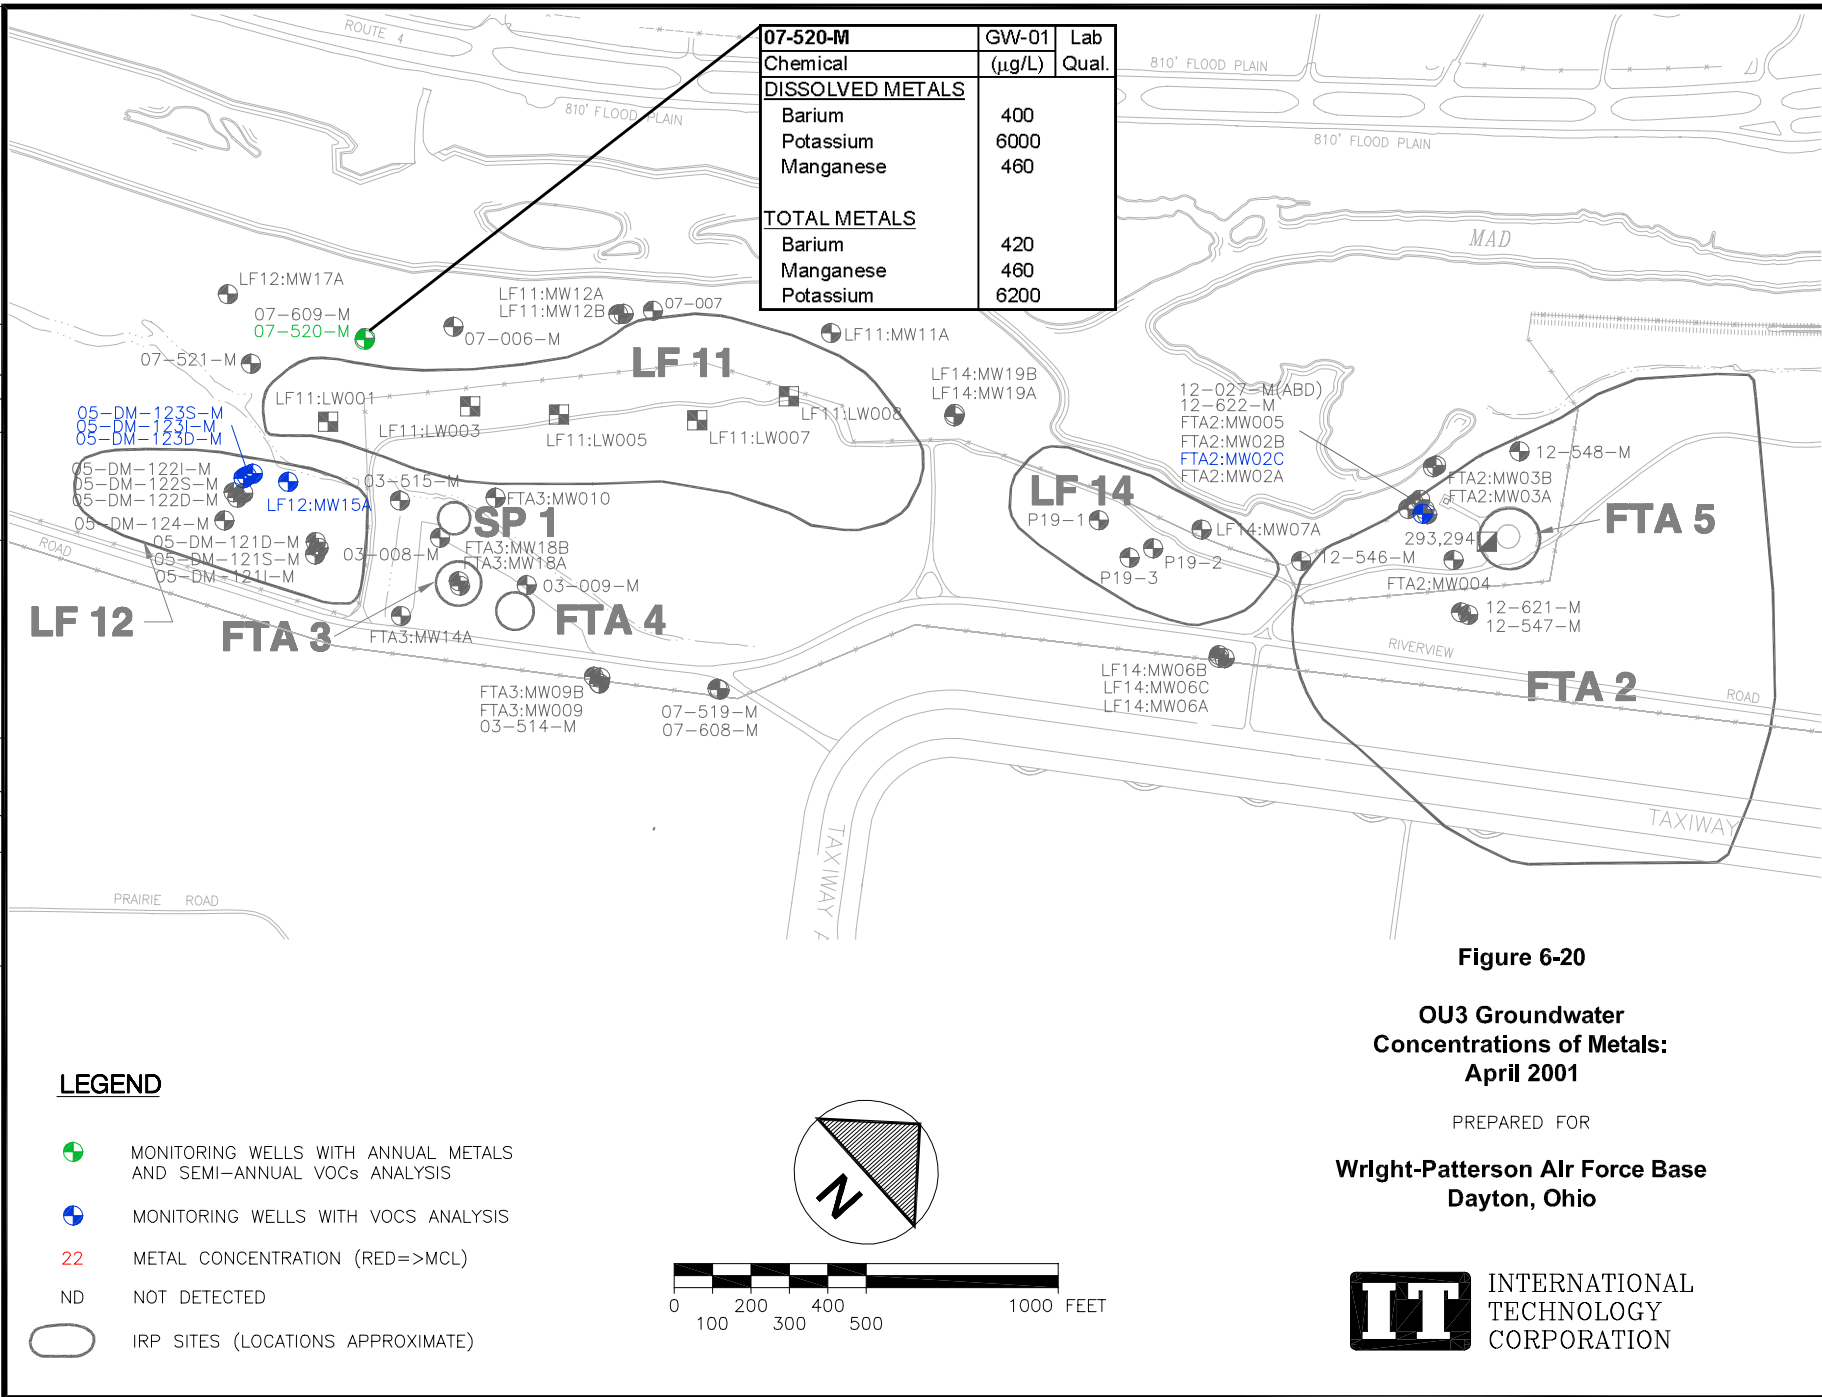 ROUTE 4
810' FLOOD PLAIN
810' FLOOD PLAIN
810' FLOOD PLAIN
07-520-M GW-01 Lab
Chemical (µg/L) Qual.
DISSOLVED METALS
Barium 400
Potassium 6000
Manganese 460
TOTAL METALS
Barium 420
Manganese 460
Potassium 6200
MAD
LF12:MW17A
07-609-M
07-520-M
07-521-M
LF11:MW12A
LF11:MW12B
07-007
07-006-M
LF11:MW11A
LF 11
LF11:LW001
LF11:LW003
LF11:LW005
LF11:LW007
LF11:LW008
LF14:MW19B
LF14:MW19A
12-027-M(ABD)
12-622-M
FTA2:MW005
FTA2:MW02B
FTA2:MW02C
FTA2:MW02A
12-548-M
FTA2:MW03B
FTA2:MW03A
05-DM-123S-M
05-DM-123I-M
05-DM-123D-M
05-DM-122I-M
05-DM-122S-M
05-DM-122D-M
05-DM-124-M
LF12:MW15A
05-DM-121D-M
05-DM-121S-M
05-DM-121I-M
03-515-M
FTA3:MW010
SP 1
03-008-M
FTA3:MW18B
FTA3:MW18A
03-009-M
LF 14
P19-1
LF14:MW07A
P19-2
P19-3
12-546-M
293,294
FTA 5
FTA2:MW004
12-621-M
12-547-M
ROAD
LF 12
FTA 3
FTA3:MW14A
FTA 4
FTA3:MW09B
FTA3:MW009
03-514-M
07-519-M
07-608-M
LF14:MW06B
LF14:MW06C
LF14:MW06A
RIVERVIEW
ROAD
FTA 2
TAXIWAY
TAXIWAY A
PRAIRIE ROAD
Figure 6-20
OU3 Groundwater
Concentrations of Metals:
April 2001
PREPARED FOR
Wright-Patterson Air Force Base
Dayton, Ohio
LEGEND
MONITORING WELLS WITH ANNUAL METALS
AND SEMI-ANNUAL VOCs ANALYSIS
MONITORING WELLS WITH VOCS ANALYSIS
22 METAL CONCENTRATION (RED=>MCL)
ND NOT DETECTED
IRP SITES (LOCATIONS APPROXIMATE)
N
0 200 400 1000 FEET
100 300 500
IT
INTERNATIONAL
TECHNOLOGY
CORPORATION